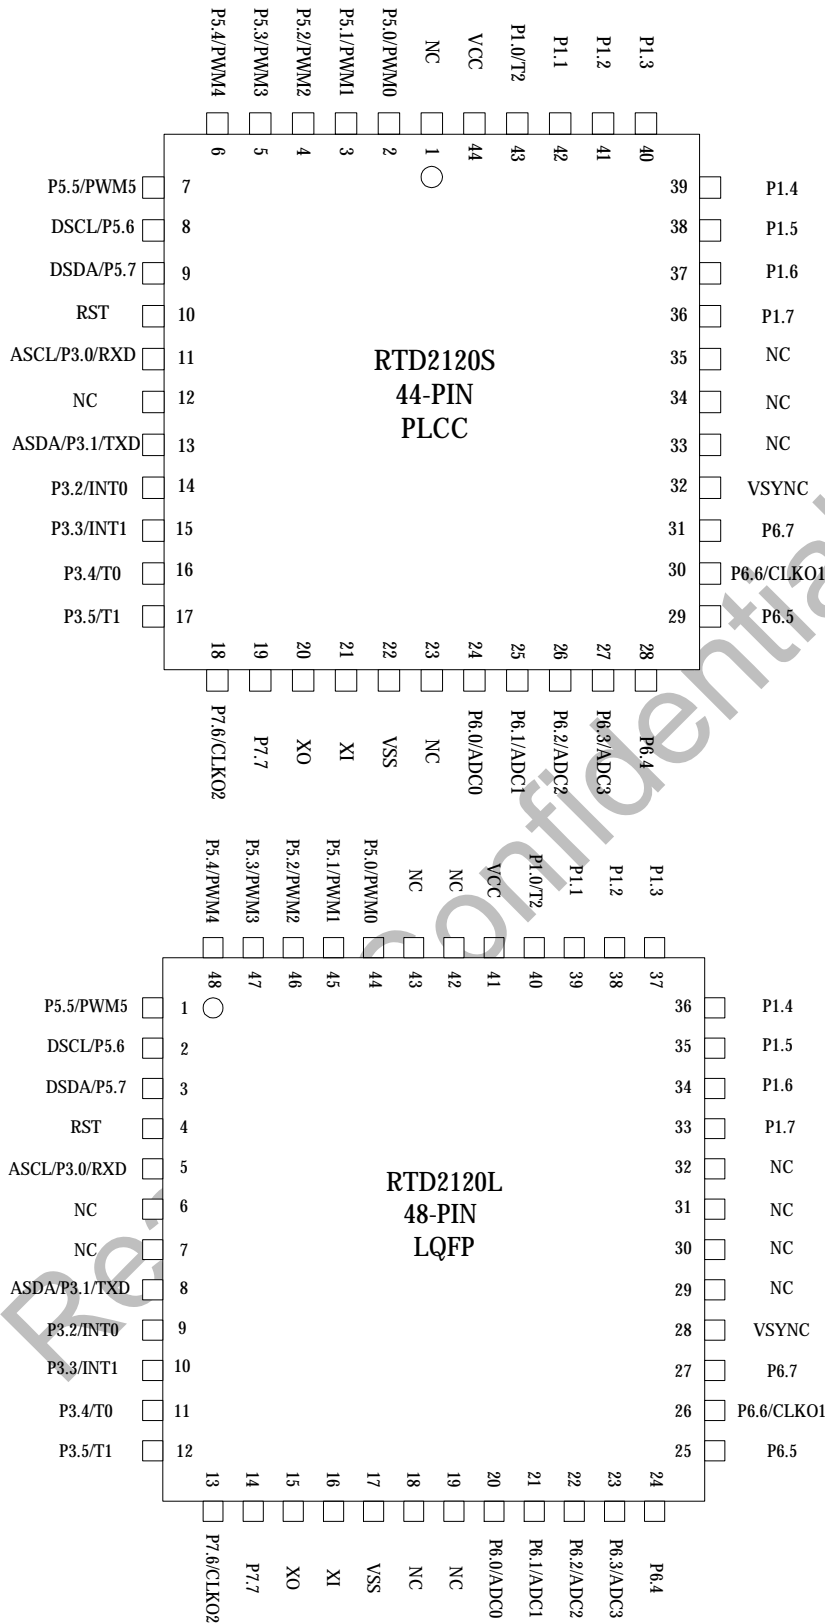 P5.4/PWM4
P5.3/PWM3
P5.2/PWM2
P5.1/PWM1
P5.0/PWM0
NC
VCC
P1.0/T2
P1.1
P1.2
P1.3
6
5
4
3
2
1
44
43
42
41
40
P5.5/PWM5 7
DSCL/P5.6 8
DSDA/P5.7 9
RST 10
ASCL/P3.0/RXD 11
NC 12
ASDA/P3.1/TXD 13
P3.2/INT0 14
P3.3/INT1 15
P3.4/T0 16
P3.5/T1 17
RTD2120S
44-PIN
PLCC
39 P1.4
38 P1.5
37 P1.6
36 P1.7
35 NC
34 NC
33 NC
32 VSYNC
31 P6.7
30 P6.6/CLKO1
29 P6.5
18
19
20
21
22
23
24
25
26
27
28
P7.6/CLKO2
P7.7
XO
XI
VSS
NC
P6.0/ADC0
P6.1/ADC1
P6.2/ADC2
P6.3/ADC3
P6.4
P5.4/PWM4
P5.3/PWM3
P5.2/PWM2
P5.1/PWM1
P5.0/PWM0
NC
NC
VCC
P1.0/T2
P1.1
P1.2
P1.3
48
47
46
45
44
43
42
41
40
39
38
37
P5.5/PWM5 1
DSCL/P5.6 2
DSDA/P5.7 3
RST 4
ASCL/P3.0/RXD 5
NC 6
NC 7
ASDA/P3.1/TXD 8
P3.2/INT0 9
P3.3/INT1 10
P3.4/T0 11
P3.5/T1 12
RTD2120L
48-PIN
LQFP
36 P1.4
35 P1.5
34 P1.6
33 P1.7
32 NC
31 NC
30 NC
29 NC
28 VSYNC
27 P6.7
26 P6.6/CLKO1
25 P6.5
13
14
15
16
17
18
19
20
21
22
23
24
P7.6/CLKO2
P7.7
XO
XI
VSS
NC
NC
P6.0/ADC0
P6.1/ADC1
P6.2/ADC2
P6.3/ADC3
P6.4
Confidential